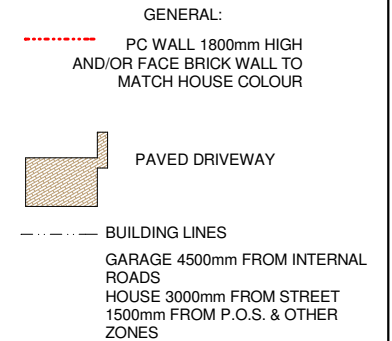 GENERAL:
PC WALL 1800mm HIGH
AND/OR FACE BRICK WALL TO
MATCH HOUSE COLOUR
PAVED DRIVEWAY
BUILDING LINES
GARAGE 4500mm FROM INTERNAL
ROADS
HOUSE 3000mm FROM STREET
1500mm FROM P.O.S. & OTHER
ZONES